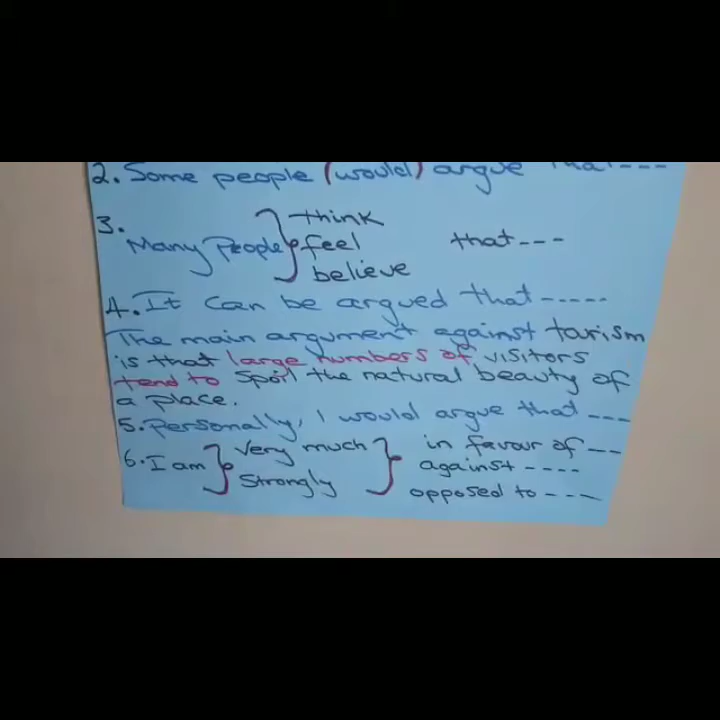 2. Some people (would) argue that ---
3. Many People } think
feel that ---
believe
4. It can be argued that -----
The main argument against tourism
is that large numbers of visitors
tend to spoil the natural beauty of
a place.
5. Personally, I would argue that ---
6. I am } very much } in favour of ---
against ----
strongly opposed to ---